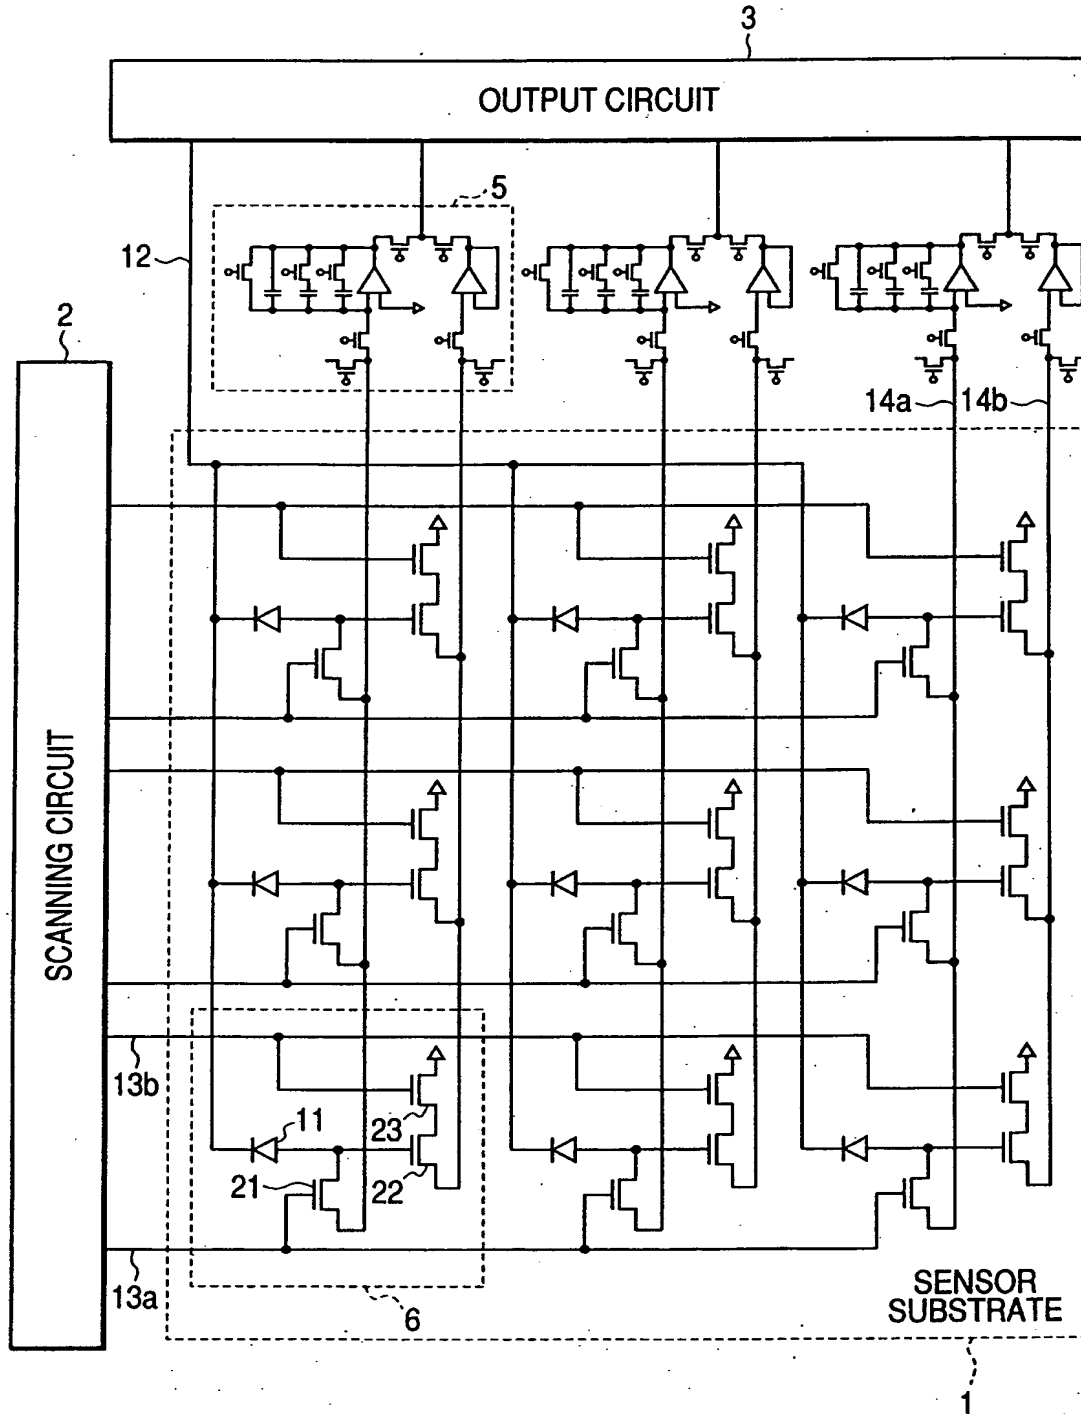 3
OUTPUT CIRCUIT
5
12
2
14a 14b
SCANNING CIRCUIT
13b
11
23
21
22
13a
6
SENSOR
SUBSTRATE
1